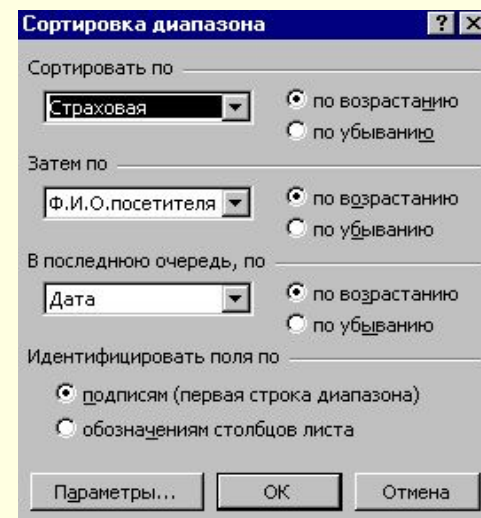 Сортировка диапазона
Сортировать по
Страховая
по возрастанию
по убыванию
Затем по
Ф.И.О.посетителя
по возрастанию
по убыванию
В последнюю очередь, по
Дата
по возрастанию
по убыванию
Идентифицировать поля по
подписям (первая строка диапазона)
обозначениям столбцов листа
Параметры... ОК Отмена